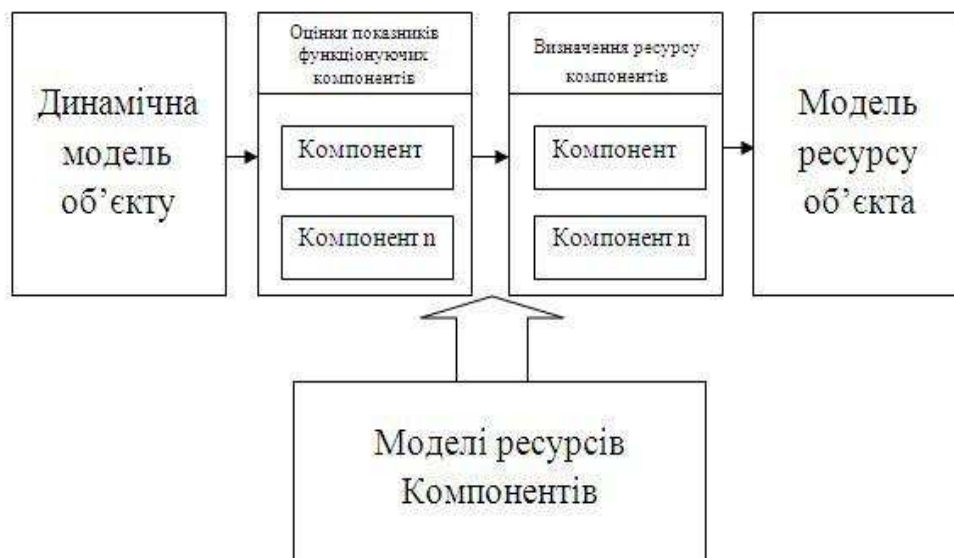 Динамічна
модель
об’єкту
Оцінки показників
функціонуючих
компонентів
Компонент
Компонент n
Визначення ресурсу
компонентів
Компонент
Компонент n
Модель
ресурсу
об’єкта
Моделі ресурсів
Компонентів